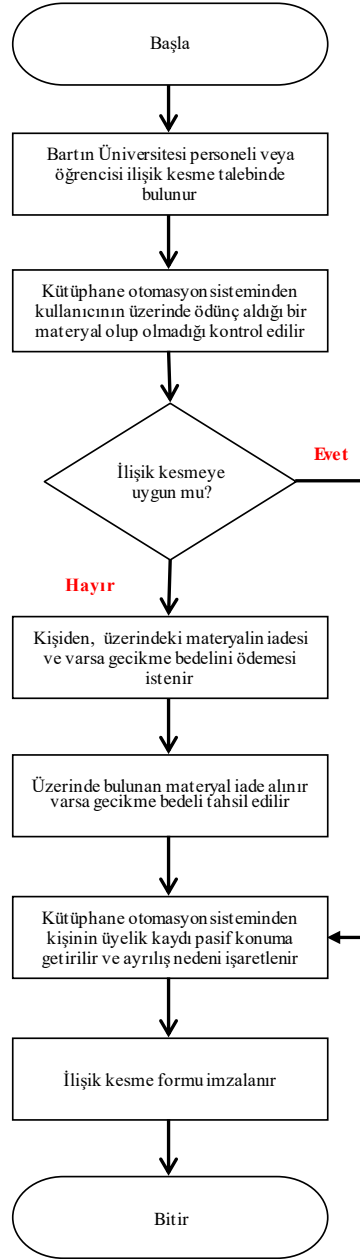 Başla
Bartın Üniversitesi personeli veya
öğrencisi ilişik kesme talebinde
bulunur
Kütüphane otomasyon sisteminden
kullanıcının üzerinde ödünç aldığı bir
materyal olup olmadığı kontrol edilir
İlişik kesmeye
uygun mu?
Evet
Hayır
Kişiden, üzerindeki materyalin iadesi
ve varsa gecikme bedelini ödemesi
istenir
Üzerinde bulunan materyal iade alınır
varsa gecikme bedeli tahsil edilir
Kütüphane otomasyon sisteminden
kişinin üyelik kaydı pasif konuma
getirilir ve ayrılış nedeni işaretlenir
İlişik kesme formu imzalanır
Bitir